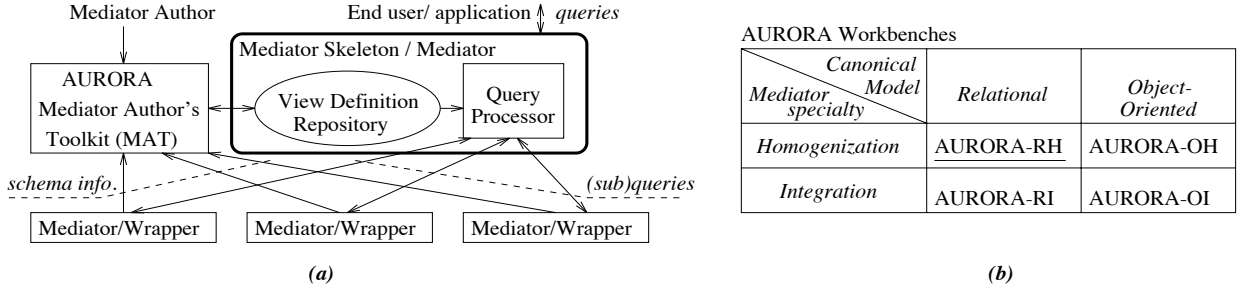 Mediator Author
End user/ application queries
Mediator Skeleton / Mediator
AURORA
Mediator Author's
Toolkit (MAT)
View Definition
Repository
Query
Processor
schema info.
(sub)queries
Mediator/Wrapper
Mediator/Wrapper
Mediator/Wrapper
(a)
AURORA Workbenches
Canonical
Model
Mediator
specialty
Relational
Object-
Oriented
Homogenization
AURORA-RH
AURORA-OH
Integration
AURORA-RI
AURORA-OI
(b)